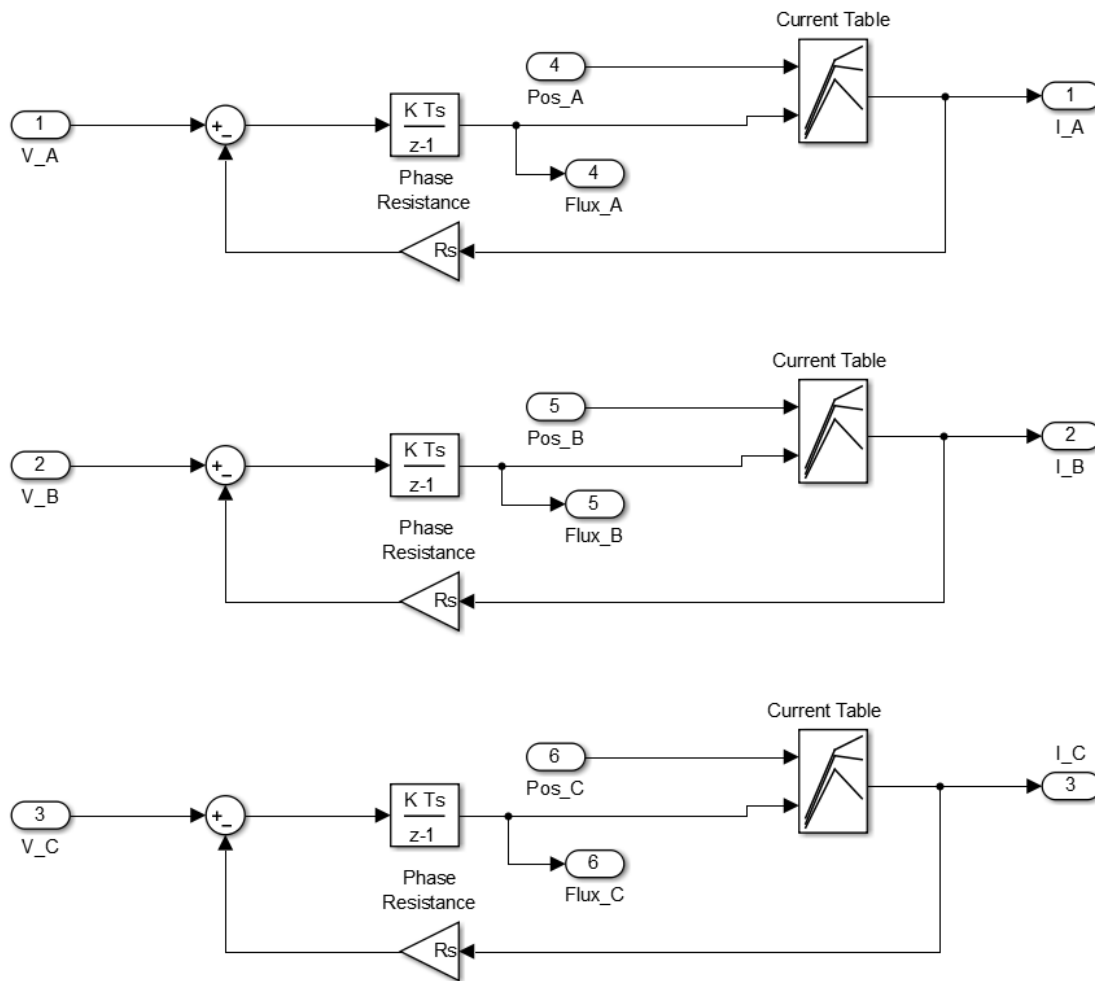 Current Table
4
Pos_A
1
V_A
+
-
K Ts
z-1
1
I_A
4
Flux_A
Phase
Resistance
Rs
Current Table
5
Pos_B
2
V_B
+
-
K Ts
z-1
2
I_B
5
Flux_B
Phase
Resistance
Rs
Current Table
6
Pos_C
I_C
3
3
V_C
+
-
K Ts
z-1
6
Flux_C
Phase
Resistance
Rs